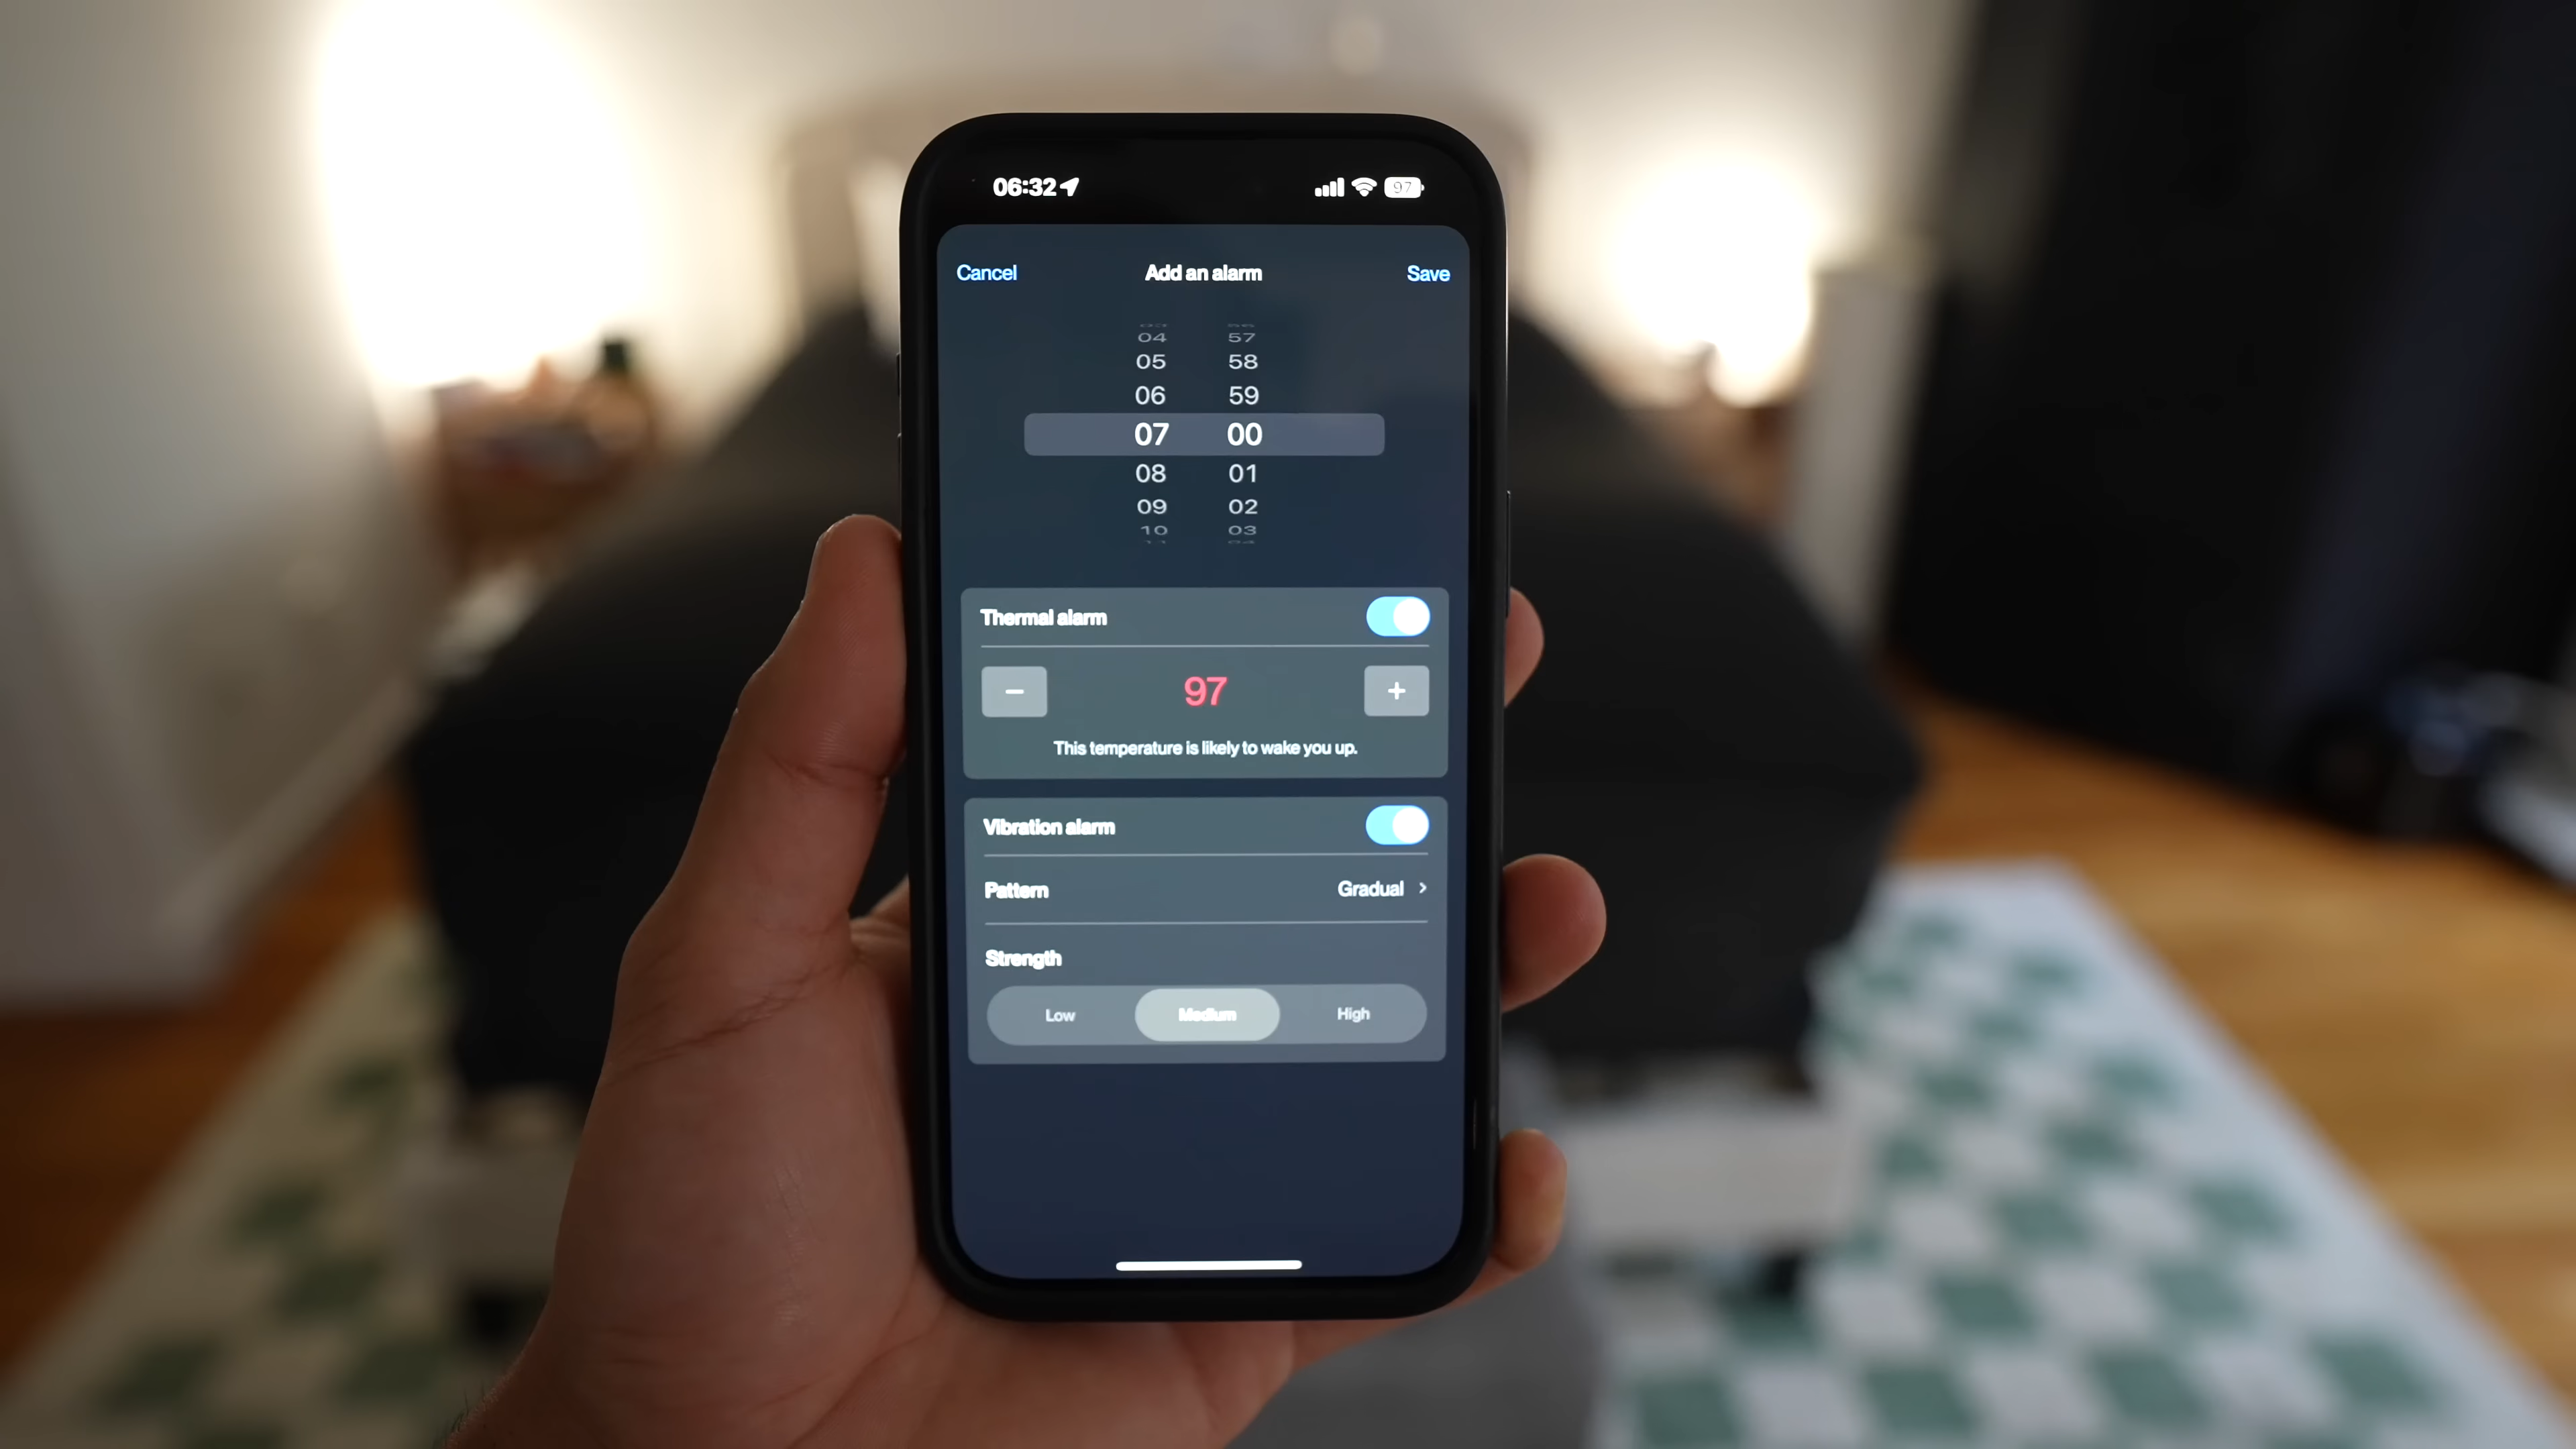 06:32
97
Cancel Add an alarm Save
04 57
05 58
06 59
07 00
08 01
09 02
10 03
Thermal alarm
− 97 +
This temperature is likely to wake you up.
Vibration alarm
Pattern Gradual >
Strength
Low Medium High